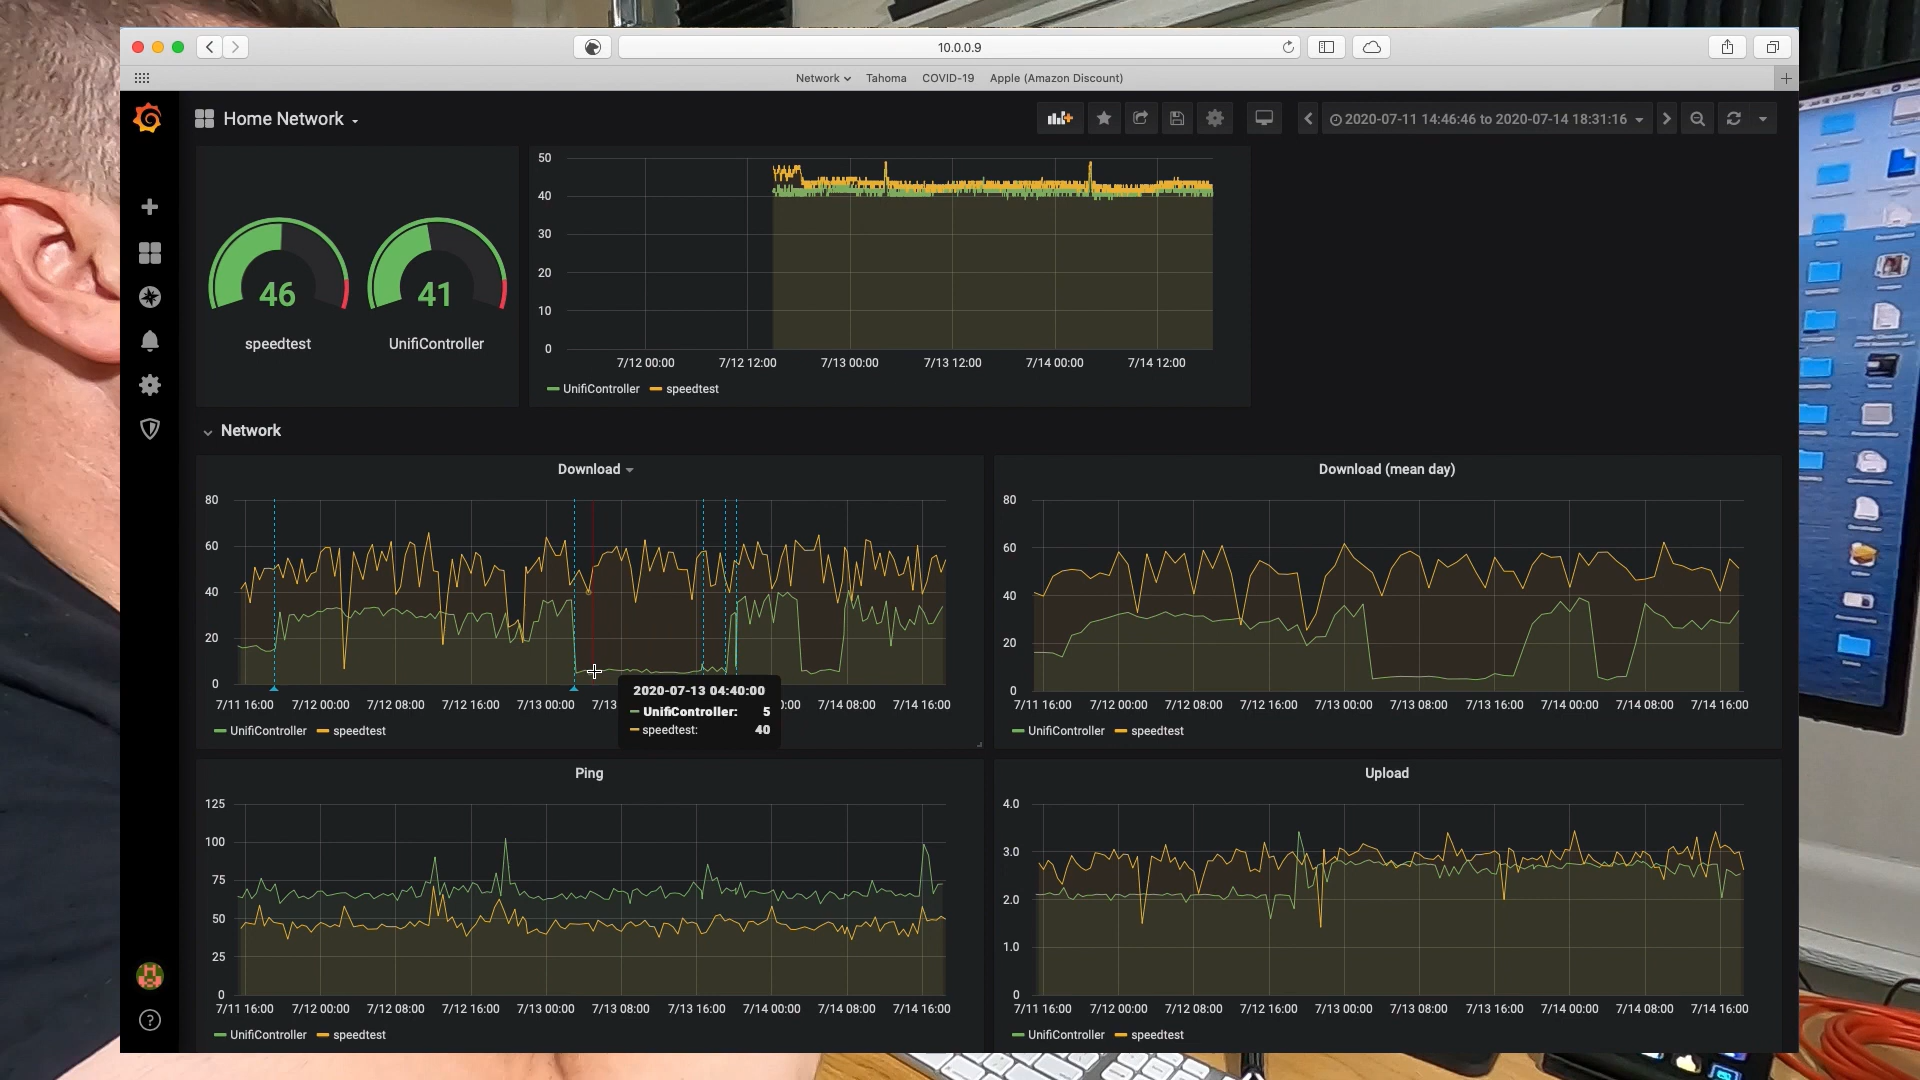 10.0.0.9
Network Tahoma COVID-19 Apple (Amazon Discount)
Home Network
2020-07-11 14:46:46 to 2020-07-14 18:31:16
46
speedtest
41
UnifiController
50
40
30
20
10
0
7/12 00:00 7/12 12:00 7/13 00:00 7/13 12:00 7/14 00:00 7/14 12:00
UnifiController speedtest
Network
Download
80
60
40
20
0
7/11 16:00 7/12 00:00 7/12 08:00 7/12 16:00 7/13 00:00 7/13 0:00 7/14 08:00 7/14 16:00
2020-07-13 04:40:00
UnifiController: 5
speedtest: 40
UnifiController speedtest
Download (mean day)
80
60
40
20
0
7/11 16:00 7/12 00:00 7/12 08:00 7/12 16:00 7/13 00:00 7/13 08:00 7/13 16:00 7/14 00:00 7/14 08:00 7/14 16:00
UnifiController speedtest
Ping
125
100
75
50
25
0
7/11 16:00 7/12 00:00 7/12 08:00 7/12 16:00 7/13 00:00 7/13 08:00 7/13 16:00 7/14 00:00 7/14 08:00 7/14 16:00
UnifiController speedtest
Upload
4.0
3.0
2.0
1.0
0
7/11 16:00 7/12 00:00 7/12 08:00 7/12 16:00 7/13 00:00 7/13 08:00 7/13 16:00 7/14 00:00 7/14 08:00 7/14 16:00
UnifiController speedtest